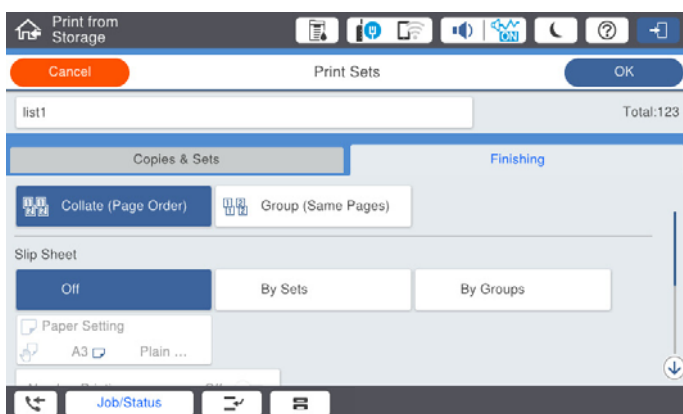 Print from
Storage
ON
Cancel
Print Sets
OK
list1
Total:123
Copies & Sets
Finishing
Collate (Page Order)
Group (Same Pages)
Slip Sheet
Off
By Sets
By Groups
Paper Setting
A3
Plain ...
Job/Status